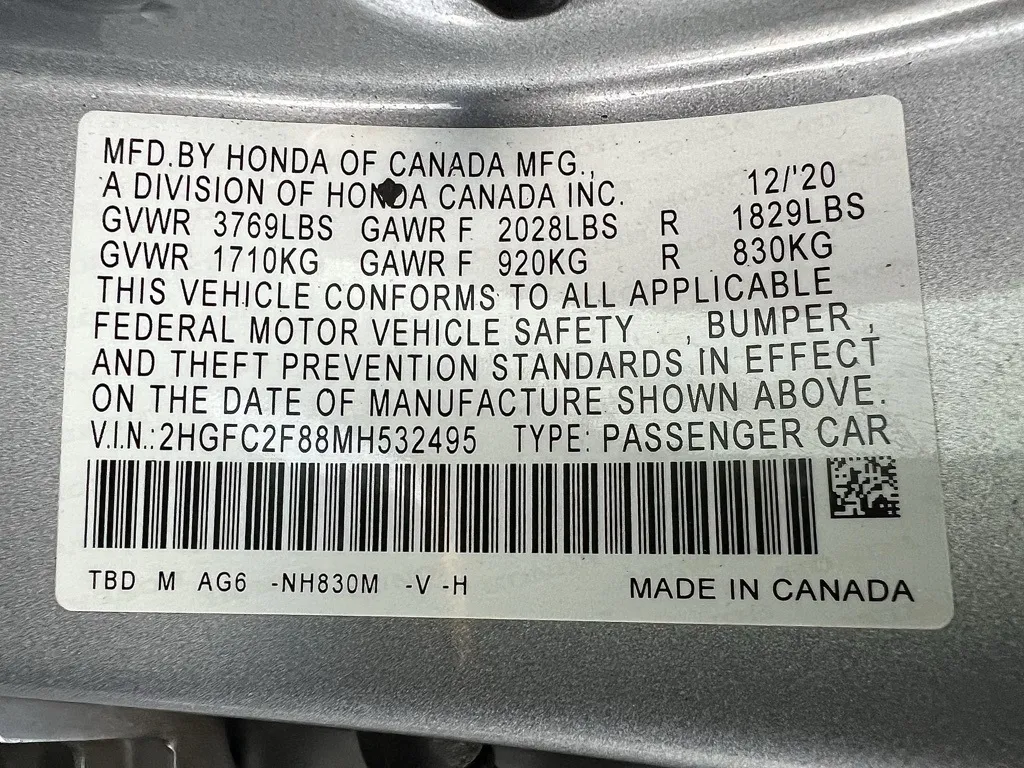 MFD.BY HONDA OF CANADA MFG.,
A DIVISION OF HONDA CANADA INC. 12/'20
GVWR 3769LBS GAWR F 2028LBS R 1829LBS
GVWR 1710KG GAWR F 920KG R 830KG
THIS VEHICLE CONFORMS TO ALL APPLICABLE
FEDERAL MOTOR VEHICLE SAFETY , BUMPER ,
AND THEFT PREVENTION STANDARDS IN EFFECT
ON THE DATE OF MANUFACTURE SHOWN ABOVE.
V.I.N.:2HGFC2F88MH532495 TYPE: PASSENGER CAR
TBD M AG6 -NH830M -V -H MADE IN CANADA